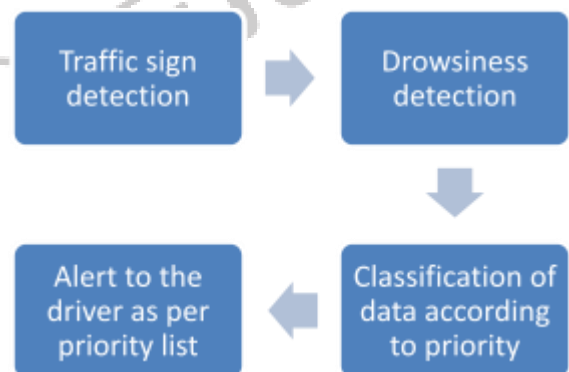 Traffic sign
detection
Drowsiness
detection
Classification of
data according
to priority
Alert to the
driver as per
priority list